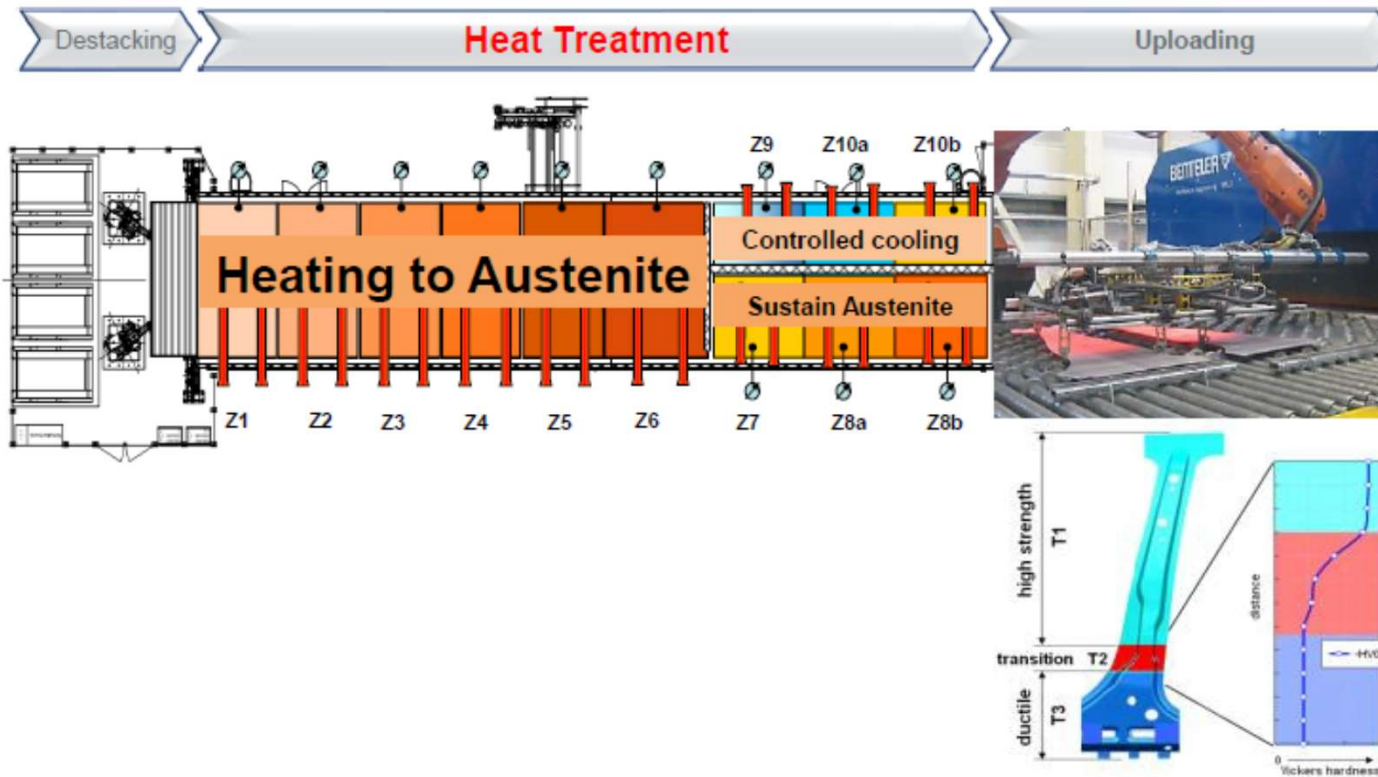 Destacking
Heat Treatment
Uploading
Z9
Z10a
Z10b
BENTELER
Controlled cooling
Heating to Austenite
Sustain Austenite
Z1
Z2
Z3
Z4
Z5
Z6
Z7
Z8a
Z8b
high strength
T1
transition T2
ductile
T3
distance
0
Vickers hardness